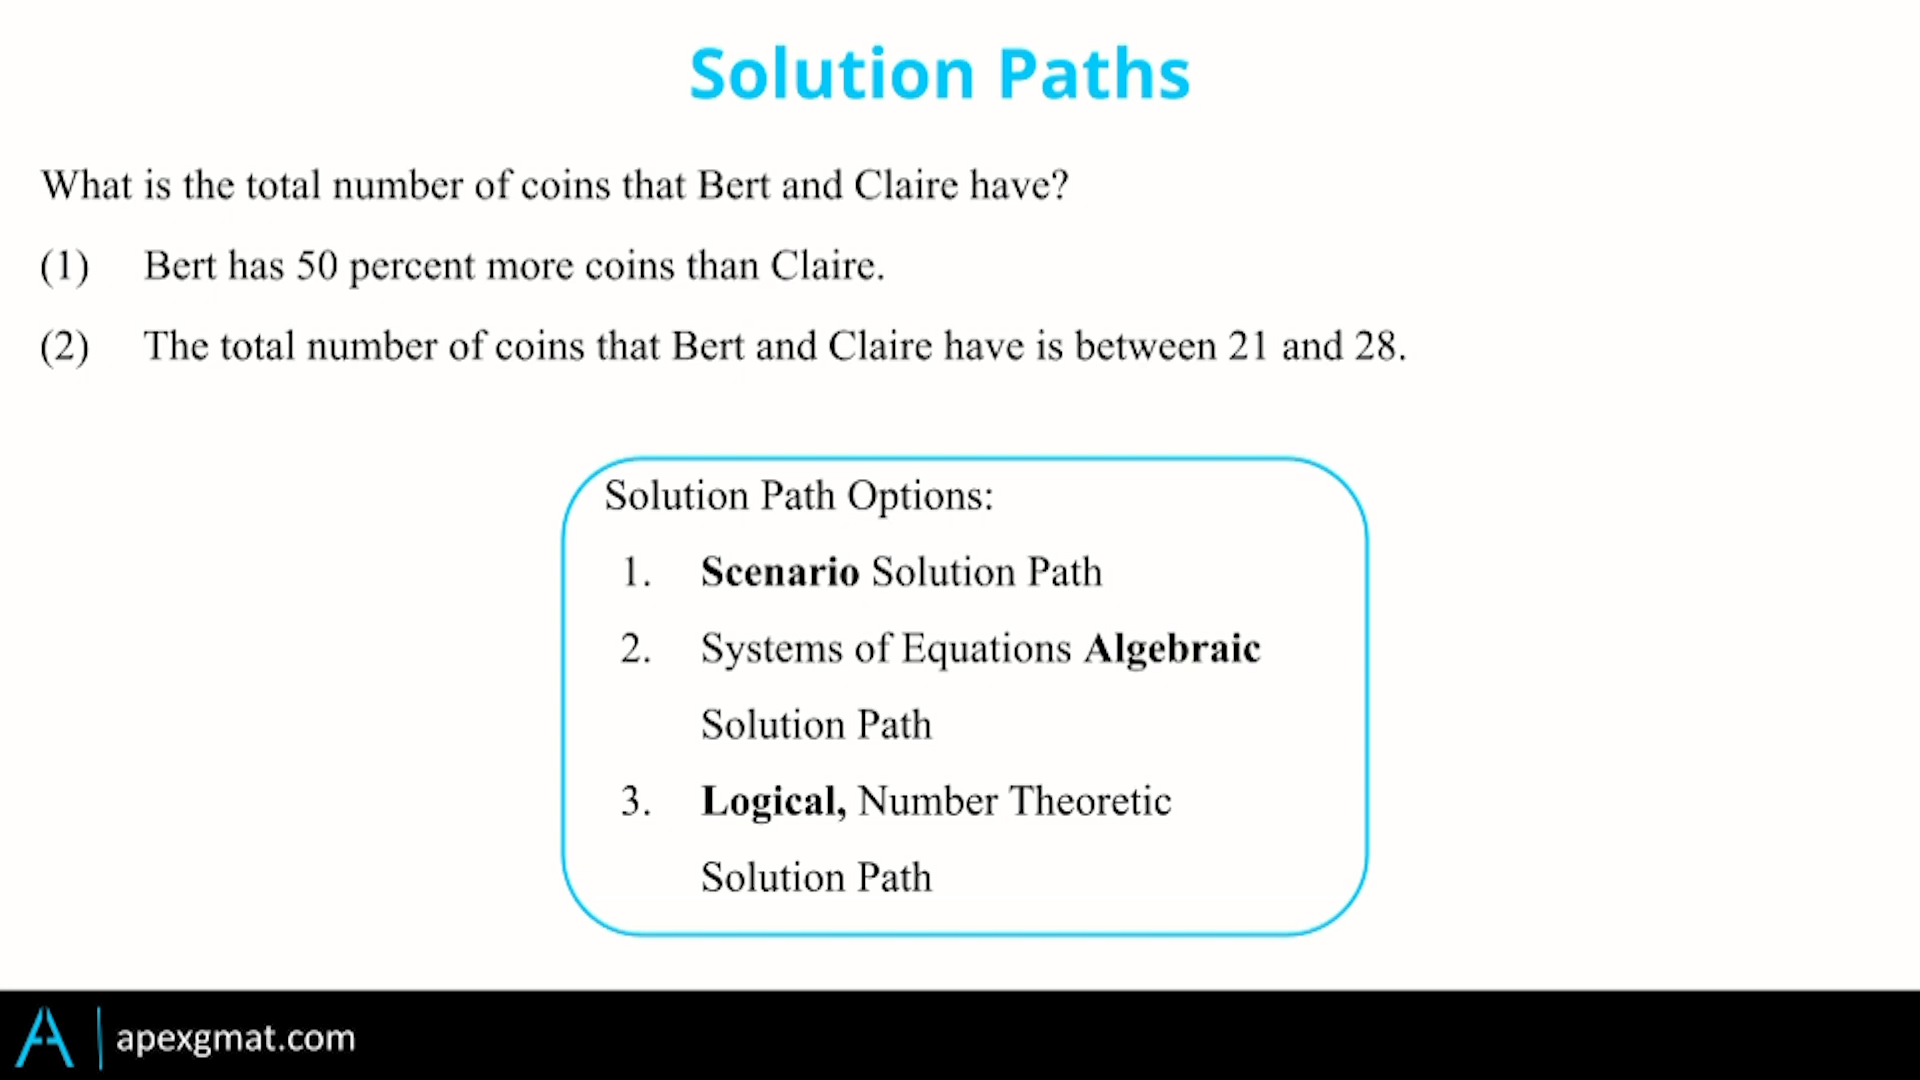 Solution Paths
What is the total number of coins that Bert and Claire have?
(1) Bert has 50 percent more coins than Claire.
(2) The total number of coins that Bert and Claire have is between 21 and 28.
Solution Path Options:
1. Scenario Solution Path
2. Systems of Equations Algebraic
Solution Path
3. Logical, Number Theoretic
Solution Path
apexgmat.com